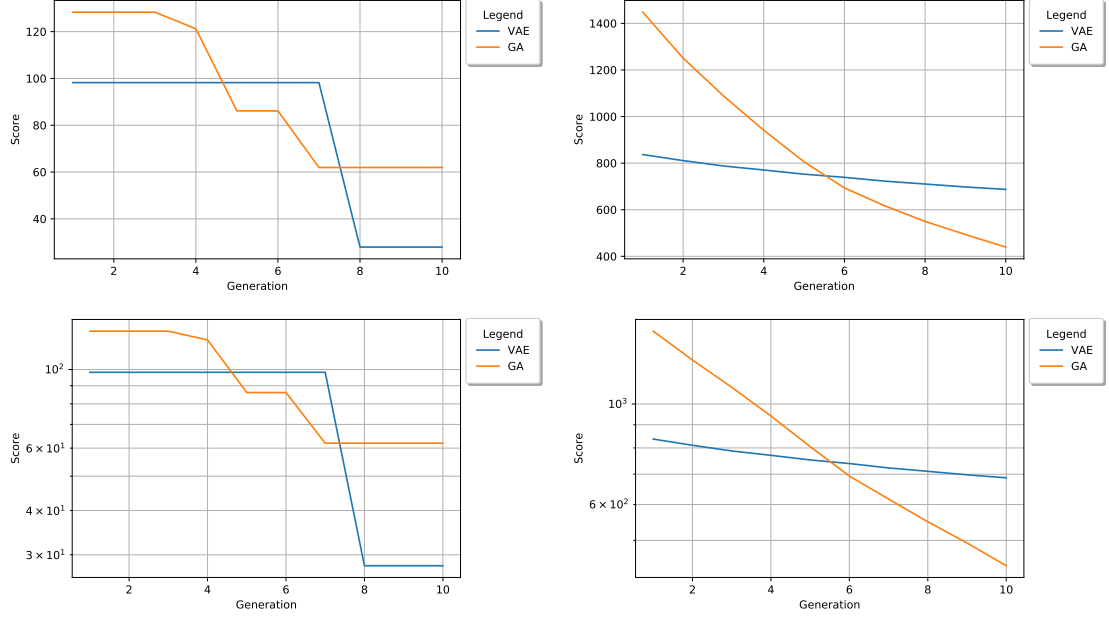 120
100
80
60
40
Score
2 4 6 8 10
Generation
Legend
VAE
GA
1400
1200
1000
800
600
400
Score
2 4 6 8 10
Generation
Legend
VAE
GA
10²
6 × 10¹
4 × 10¹
3 × 10¹
Score
2 4 6 8 10
Generation
Legend
VAE
GA
10³
6 × 10²
Score
2 4 6 8 10
Generation
Legend
VAE
GA